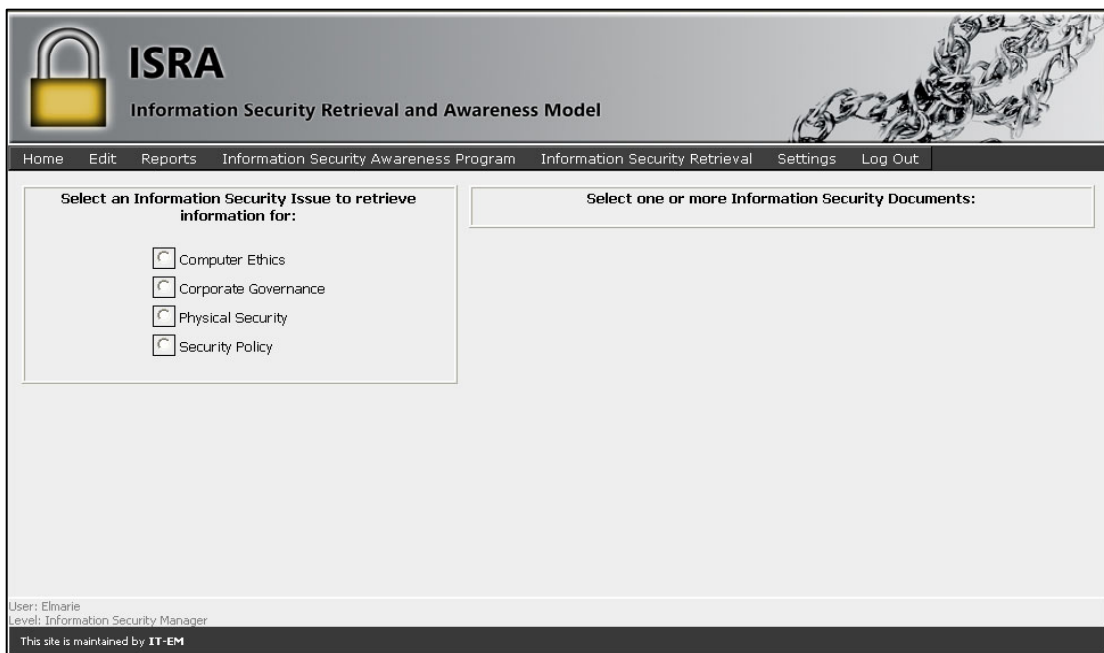 ISRA
Information Security Retrieval and Awareness Model
Home Edit Reports Information Security Awareness Program Information Security Retrieval Settings Log Out
Select an Information Security Issue to retrieve
information for:
Computer Ethics
Corporate Governance
Physical Security
Security Policy
Select one or more Information Security Documents:
User: Elmarie
Level: Information Security Manager
This site is maintained by IT-EM